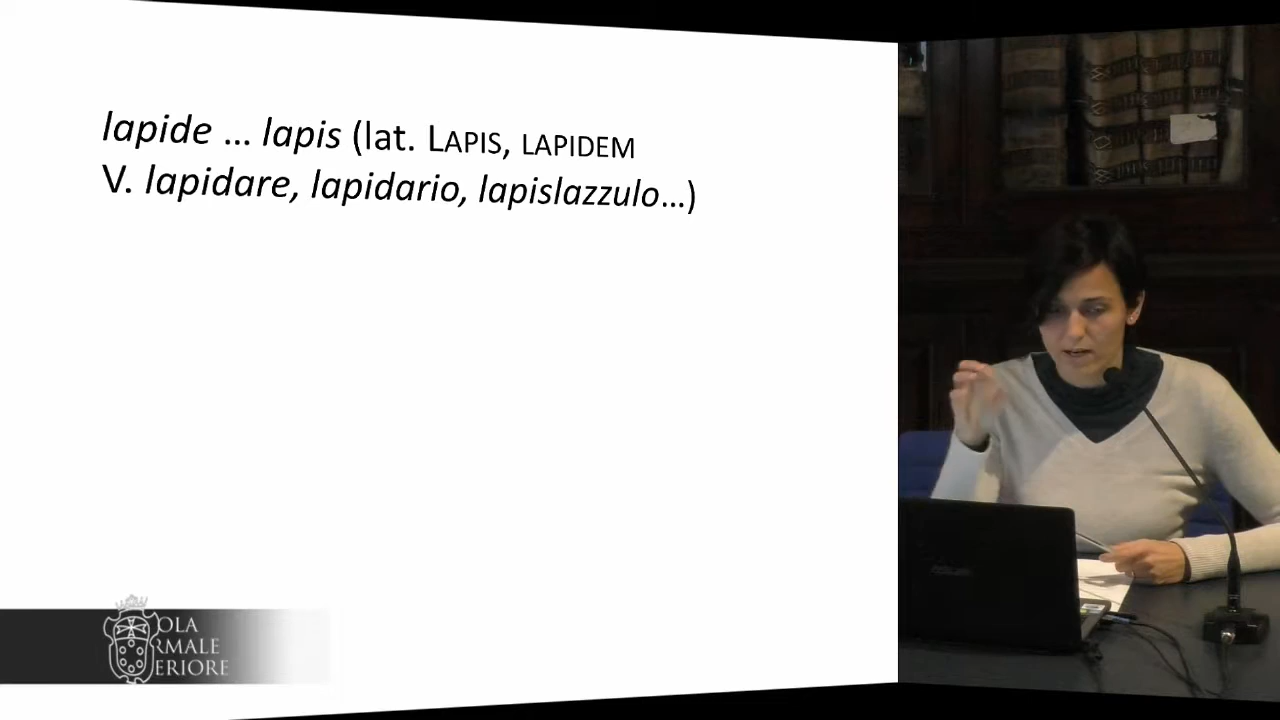 lapide ... lapis (lat. LAPIS, LAPIDEM
V. lapidare, lapidario, lapislazzulo...)
OLA
RMALE
ERIORE